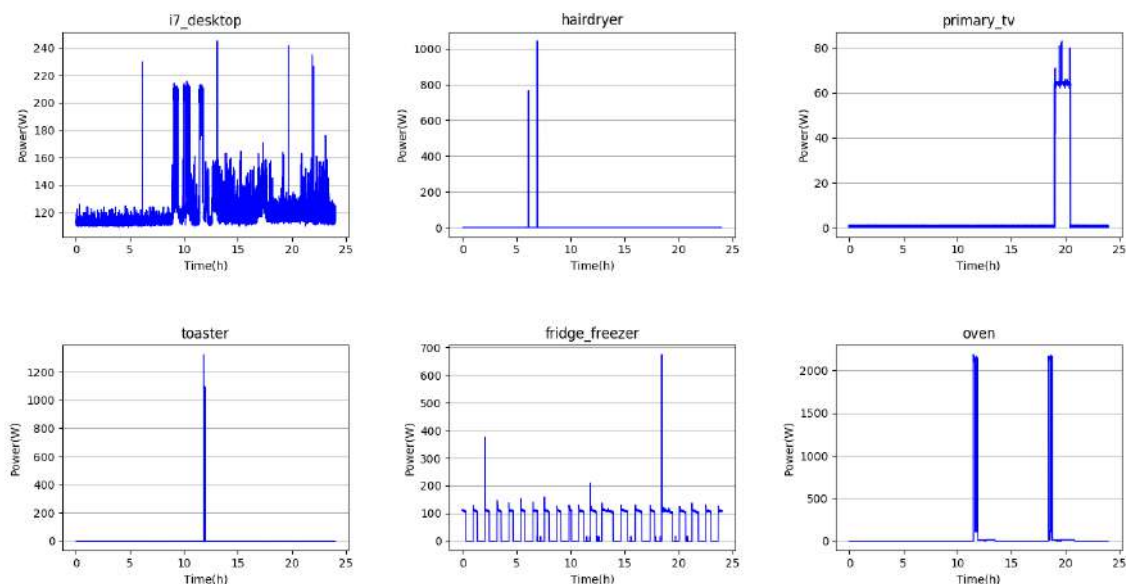 i7_desktop
240
220
200
180
160
140
120
Power(W)
0 5 10 15 20 25
Time(h)
hairdryer
1000
800
600
400
200
0
Power(W)
0 5 10 15 20 25
Time(h)
primary_tv
80
60
40
20
0
Power(W)
0 5 10 15 20 25
Time(h)
toaster
1200
1000
800
600
400
200
0
Power(W)
0 5 10 15 20 25
Time(h)
fridge_freezer
700
600
500
400
300
200
100
0
Power(W)
0 5 10 15 20 25
Time(h)
oven
2000
1500
1000
500
0
Power(W)
0 5 10 15 20 25
Time(h)